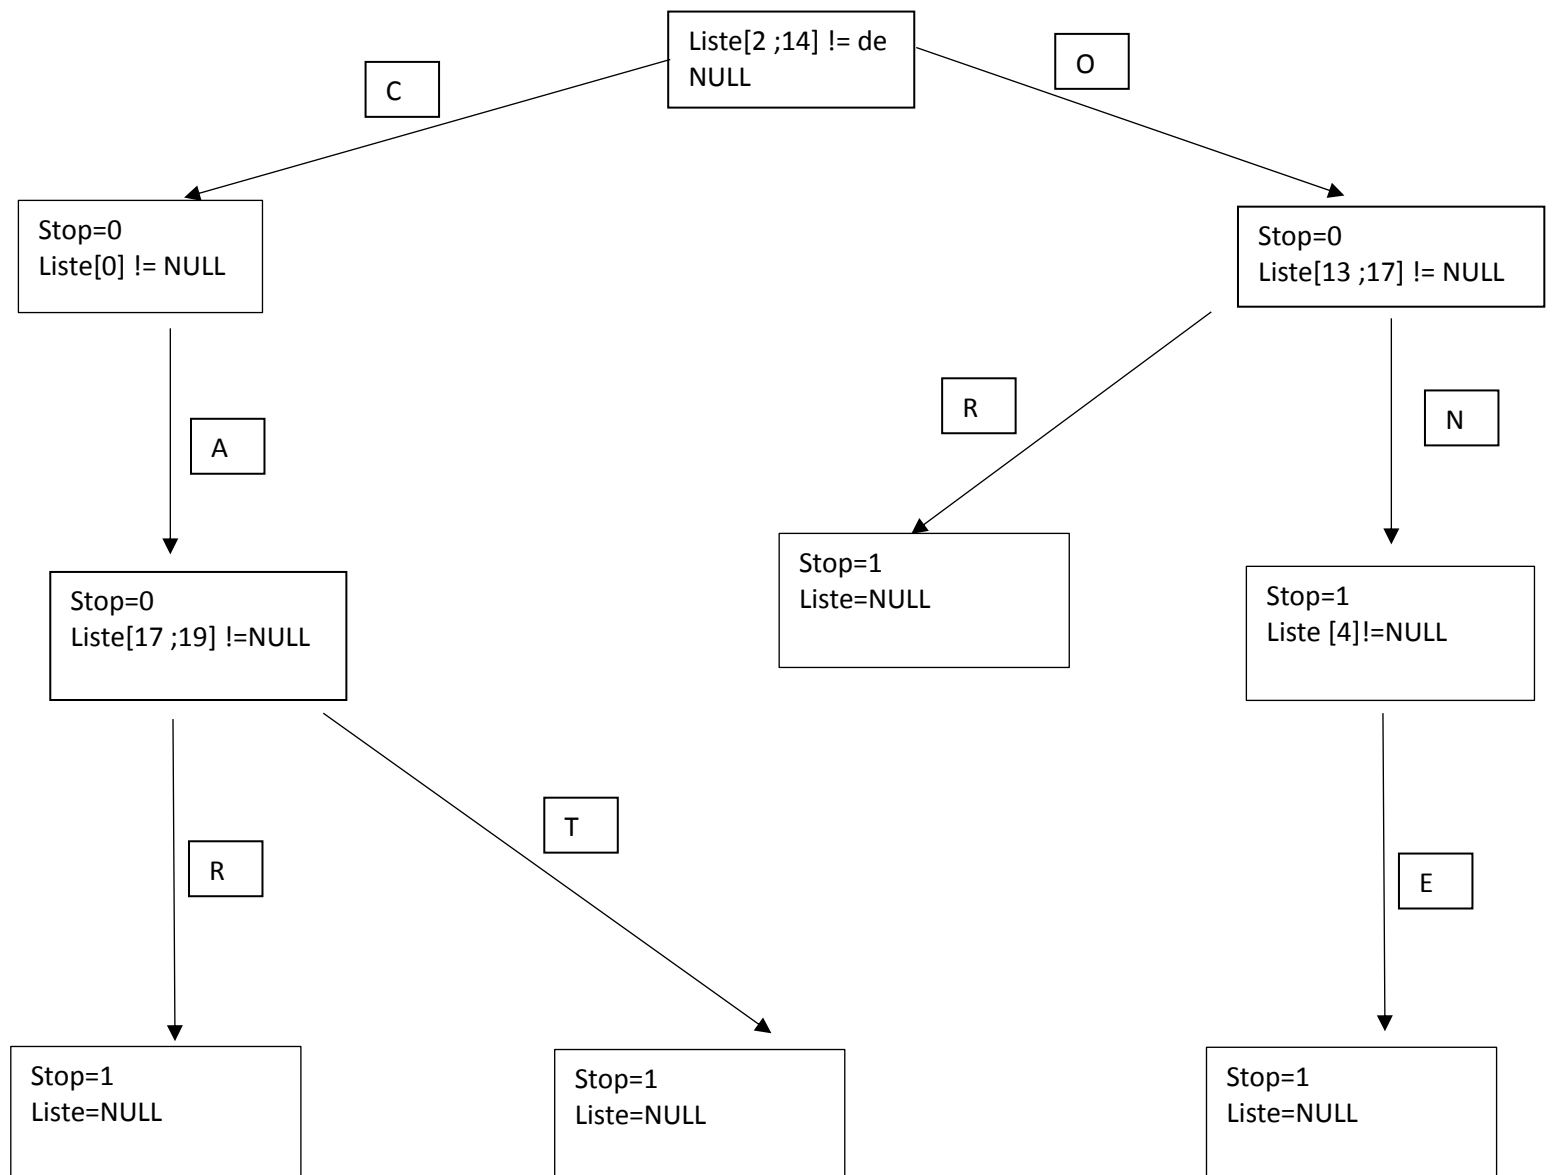 Liste[2 ;14] != de
NULL
C
O
Stop=0
Liste[0] != NULL
Stop=0
Liste[13 ;17] != NULL
A
R
N
Stop=0
Liste[17 ;19] !=NULL
Stop=1
Liste=NULL
Stop=1
Liste [4]!=NULL
R
T
E
Stop=1
Liste=NULL
Stop=1
Liste=NULL
Stop=1
Liste=NULL